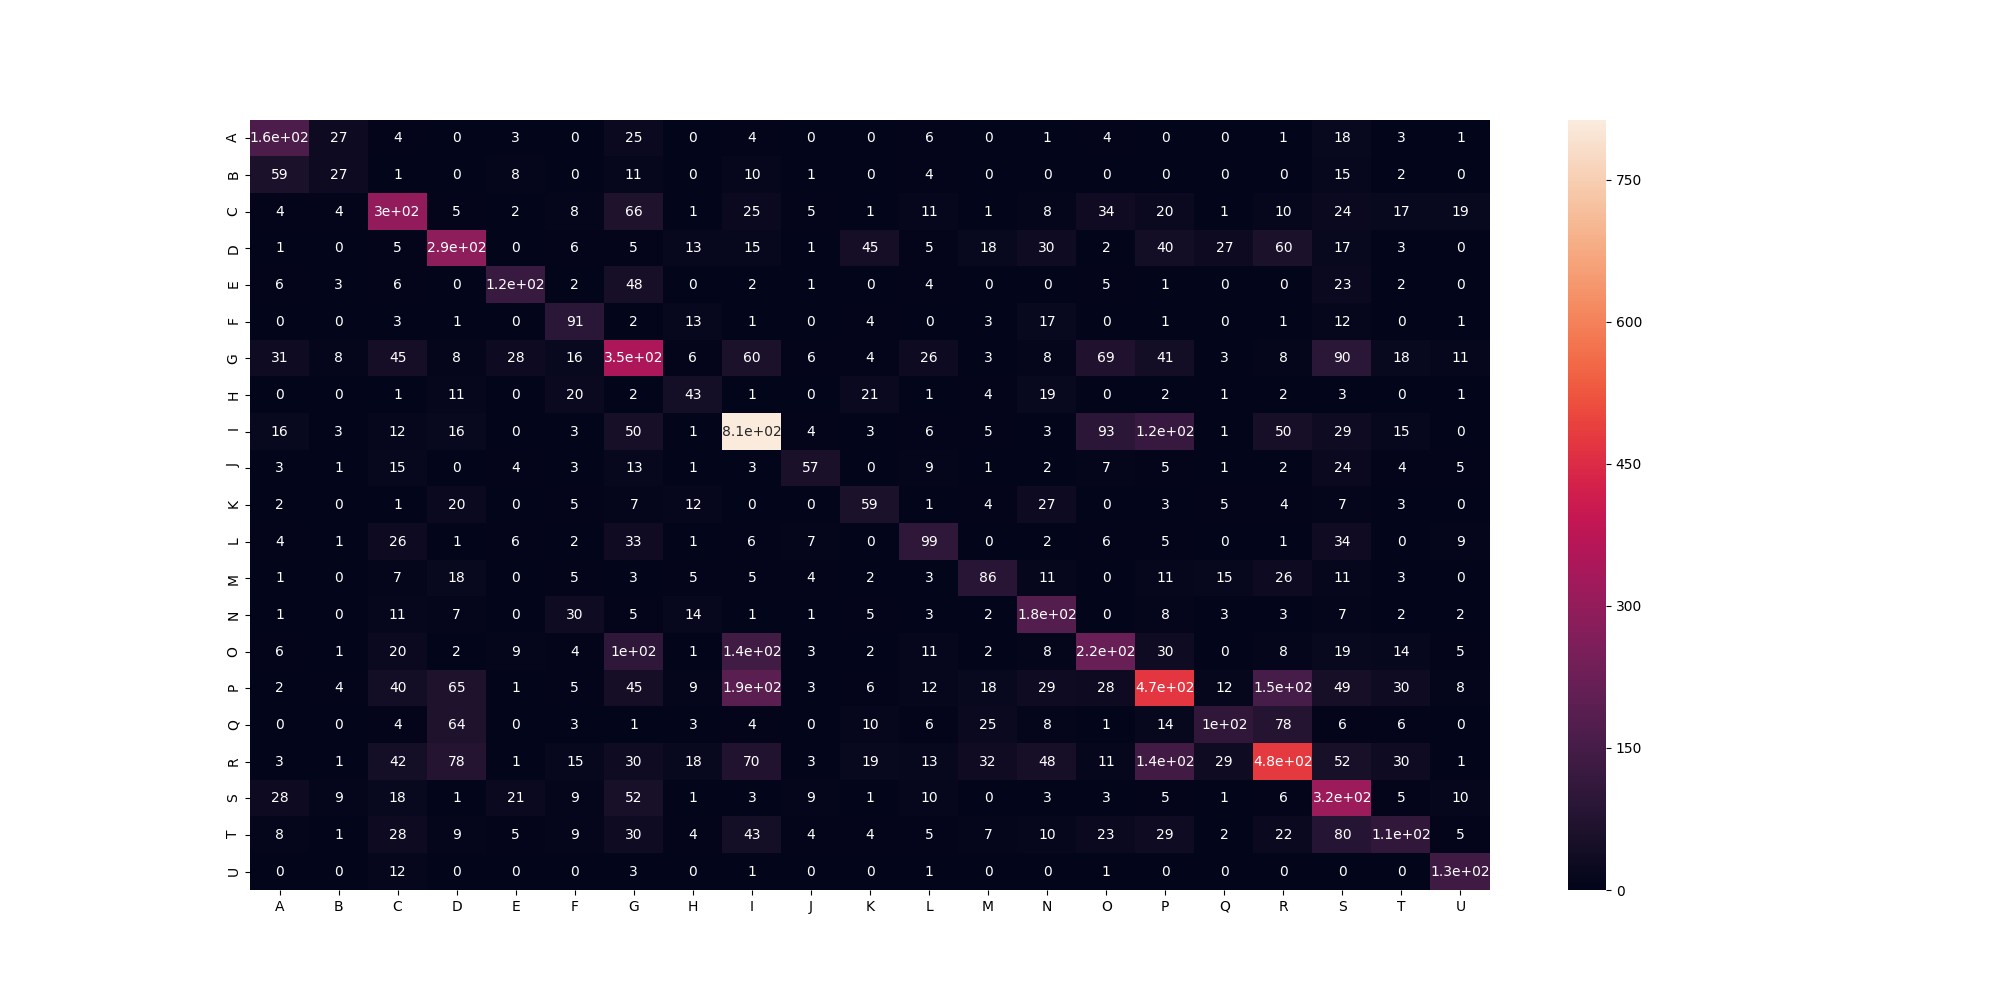 A 1.6e+02 27 4 0 3 0 25 0 4 0 0 6 0 1 4 0 0 1 18 3 1
B 59 27 1 0 8 0 11 0 10 1 0 4 0 0 0 0 0 0 15 2 0
750
C 4 4 3e+02 5 2 8 66 1 25 5 1 11 1 8 34 20 1 10 24 17 19
D 1 0 5 2.9e+02 0 6 5 13 15 1 45 5 18 30 2 40 27 60 17 3 0
E 6 3 6 0 1.2e+02 2 48 0 2 1 0 4 0 0 5 1 0 0 23 2 0
F 0 0 3 1 0 91 2 13 1 0 4 0 3 17 0 1 0 1 12 0 1
600
G 31 8 45 8 28 16 3.5e+02 6 60 6 4 26 3 8 69 41 3 8 90 18 11
H 0 0 1 11 0 20 2 43 1 0 21 1 4 19 0 2 1 2 3 0 1
I 16 3 12 16 0 3 50 1 8.1e+02 4 3 6 5 3 93 1.2e+02 1 50 29 15 0
450
J 3 1 15 0 4 3 13 1 3 57 0 9 1 2 7 5 1 2 24 4 5
K 2 0 1 20 0 5 7 12 0 0 59 1 4 27 0 3 5 4 7 3 0
L 4 1 26 1 6 2 33 1 6 7 0 99 0 2 6 5 0 1 34 0 9
M 1 0 7 18 0 5 3 5 5 4 2 3 86 11 0 11 15 26 11 3 0
300
N 1 0 11 7 0 30 5 14 1 1 5 3 2 1.8e+02 0 8 3 3 7 2 2
O 6 1 20 2 9 4 1e+02 1 1.4e+02 3 2 11 2 8 2.2e+02 30 0 8 19 14 5
P 2 4 40 65 1 5 45 9 1.9e+02 3 6 12 18 29 28 4.7e+02 12 1.5e+02 49 30 8
Q 0 0 4 64 0 3 1 3 4 0 10 6 25 8 1 14 1e+02 78 6 6 0
150
R 3 1 42 78 1 15 30 18 70 3 19 13 32 48 11 1.4e+02 29 4.8e+02 52 30 1
S 28 9 18 1 21 9 52 1 3 9 1 10 0 3 3 5 1 6 3.2e+02 5 10
T 8 1 28 9 5 9 30 4 43 4 4 5 7 10 23 29 2 22 80 1.1e+02 5
U 0 0 12 0 0 0 3 0 1 0 0 1 0 0 1 0 0 0 0 0 1.3e+02
0
A B C D E F G H I J K L M N O P Q R S T U